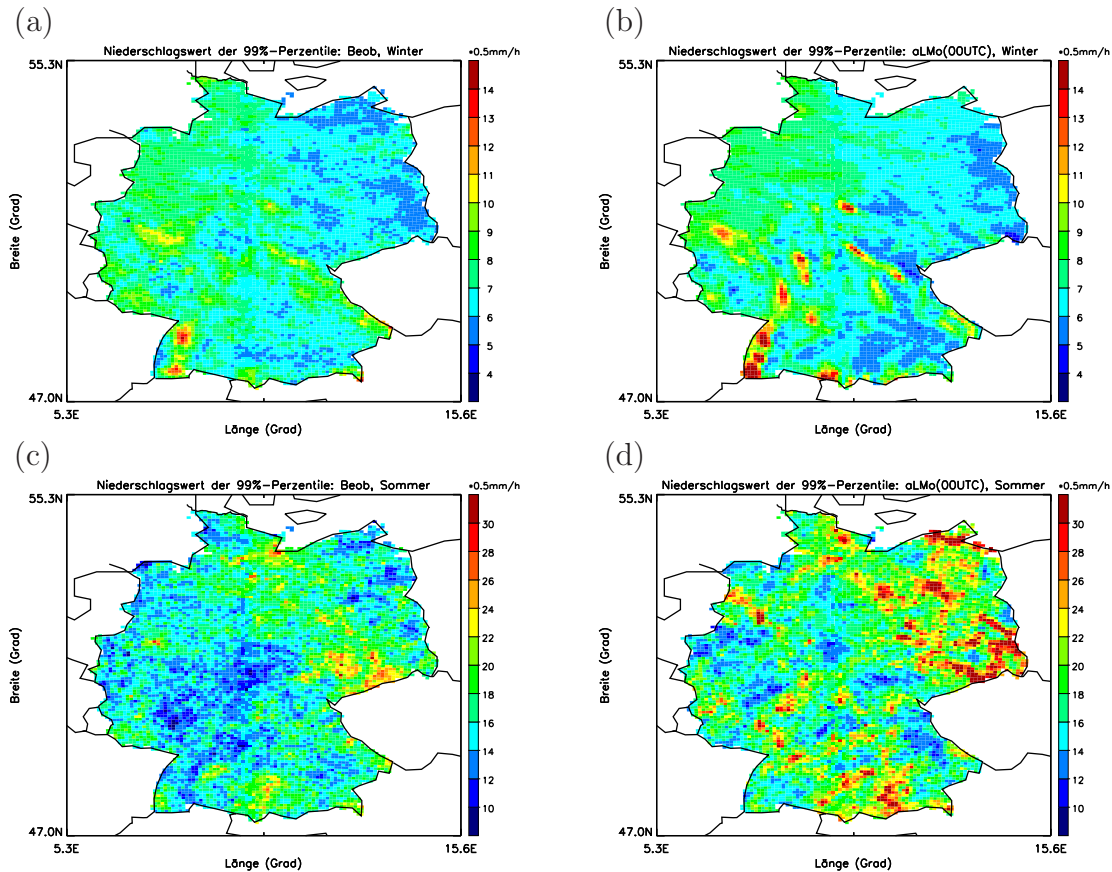 (a)
Niederschlagswert der 99%-Perzentile: Beob, Winter
*0.5mm/h
55.3N
14
13
12
11
10
9
8
7
6
5
4
Breite (Grad)
47.0N
5.3E
15.6E
Länge (Grad)
(b)
Niederschlagswert der 99%-Perzentile: aLMo(00UTC), Winter
*0.5mm/h
55.3N
14
13
12
11
10
9
8
7
6
5
4
Breite (Grad)
47.0N
5.3E
15.6E
Länge (Grad)
(c)
Niederschlagswert der 99%-Perzentile: Beob, Sommer
*0.5mm/h
55.3N
30
28
26
24
22
20
18
16
14
12
10
Breite (Grad)
47.0N
5.3E
15.6E
Länge (Grad)
(d)
Niederschlagswert der 99%-Perzentile: aLMo(00UTC), Sommer
*0.5mm/h
55.3N
30
28
26
24
22
20
18
16
14
12
10
Breite (Grad)
47.0N
5.3E
15.6E
Länge (Grad)